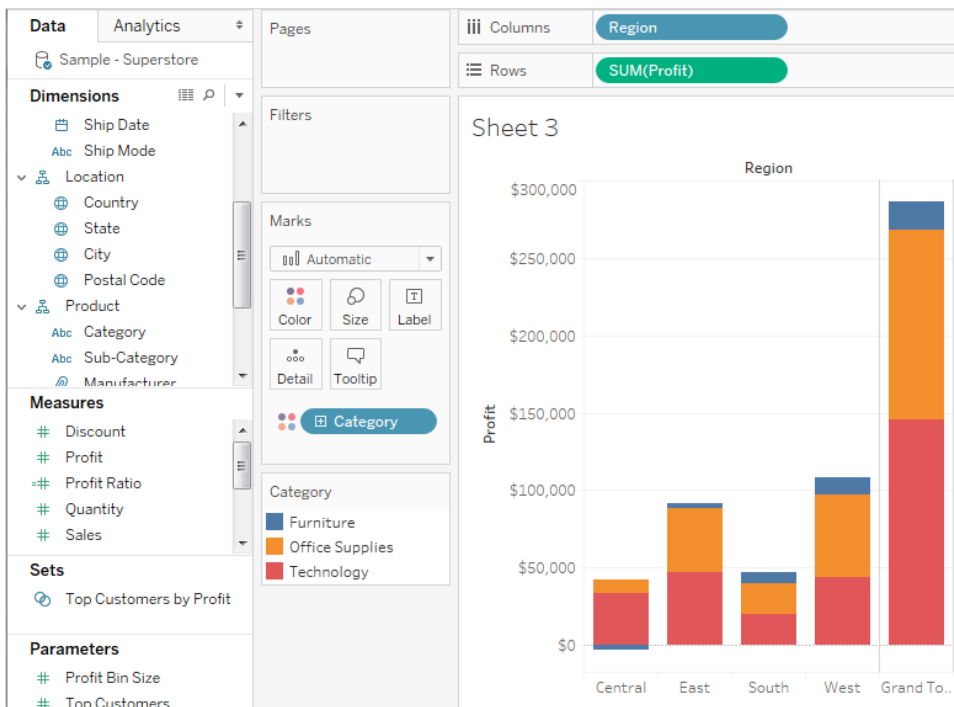 Data
Analytics
Sample - Superstore
Dimensions
Ship Date
Abc Ship Mode
Location
Country
State
City
Postal Code
Product
Abc Category
Abc Sub-Category
Manufacturer
Measures
# Discount
# Profit
=# Profit Ratio
# Quantity
# Sales
Sets
Top Customers by Profit
Parameters
# Profit Bin Size
# Top Customers
Pages
Filters
Marks
Automatic
Color
Size
T
Label
Detail
Tooltip
Category
Category
Furniture
Office Supplies
Technology
iii Columns
Region
Rows
SUM(Profit)
Sheet 3
Region
$300,000
$250,000
$200,000
$150,000
$100,000
$50,000
$0
Profit
Central
East
South
West
Grand To..